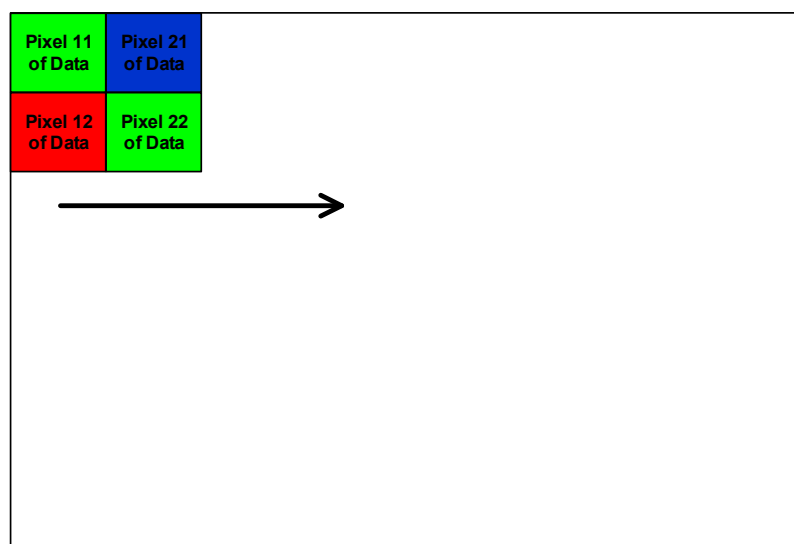 Pixel 11
of Data
Pixel 21
of Data
Pixel 12
of Data
Pixel 22
of Data